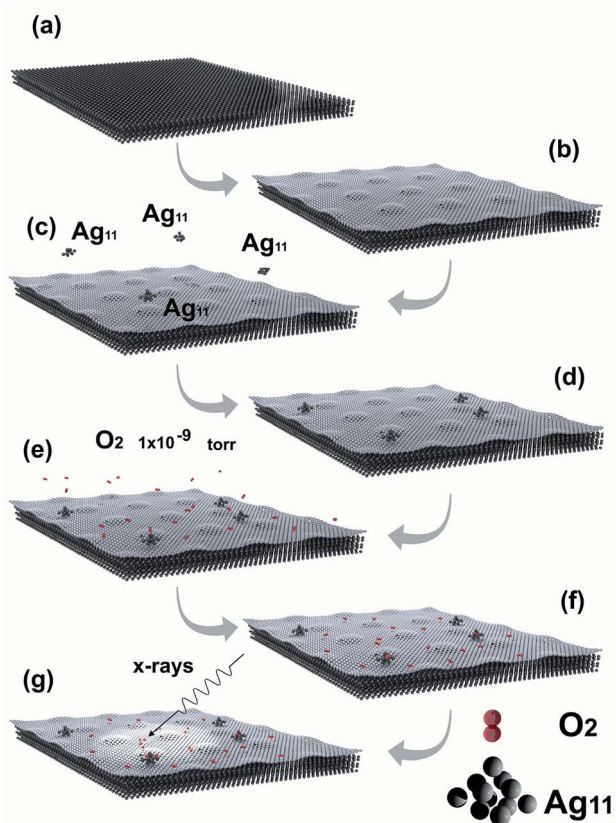 (a)
(b)
(c)
Ag₁₁
Ag₁₁
Ag₁₁
Ag₁₁
(d)
(e)
O₂ 1x10⁻⁹ torr
(f)
x-rays
(g)
O₂
Ag₁₁